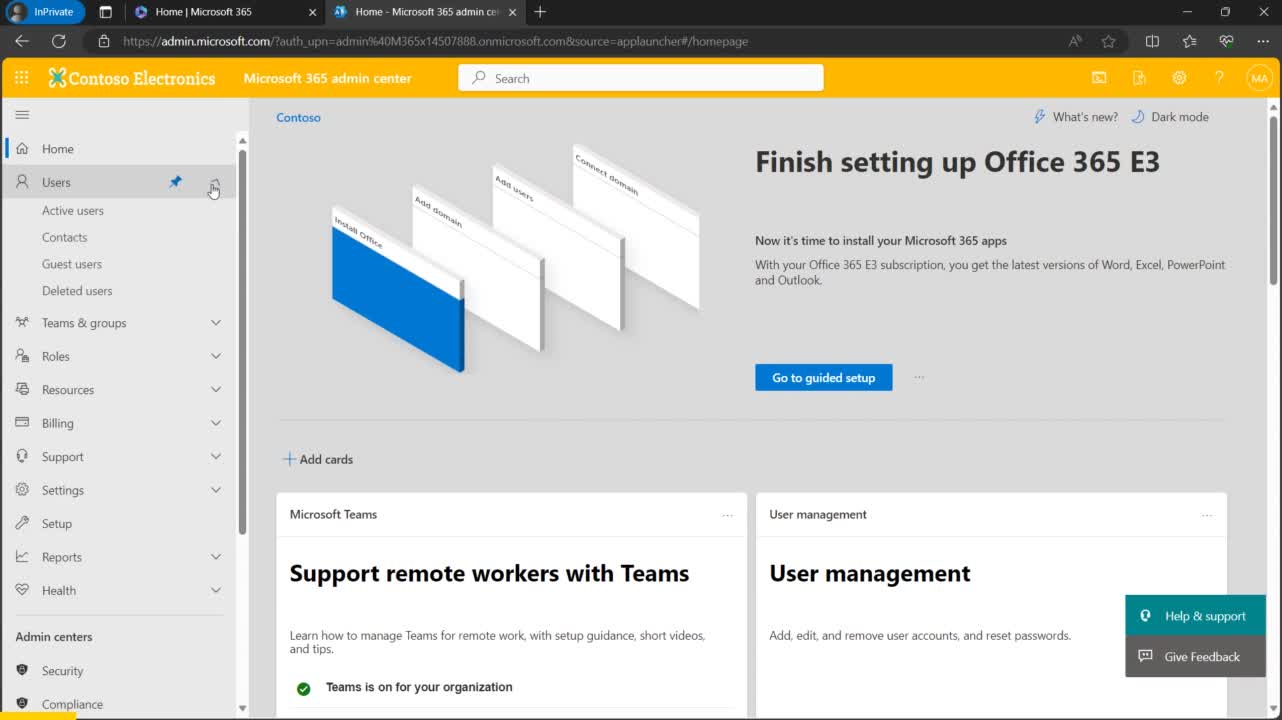 InPrivate
Home | Microsoft 365
Home - Microsoft 365 admin cen
https://admin.microsoft.com/?auth_upn=admin%40M365x14507888.onmicrosoft.com&source=applauncher#/homepage
Contoso Electronics
Microsoft 365 admin center
Search
MA
Home
Users
Active users
Contacts
Guest users
Deleted users
Teams & groups
Roles
Resources
Billing
Support
Settings
Setup
Reports
Health
Admin centers
Security
Compliance
Contoso
What's new?
Dark mode
Install Office
Add domain
Add users
Connect domain
Finish setting up Office 365 E3
Now it's time to install your Microsoft 365 apps
With your Office 365 E3 subscription, you get the latest versions of Word, Excel, PowerPoint
and Outlook.
Go to guided setup
Add cards
Microsoft Teams
Support remote workers with Teams
Learn how to manage Teams for remote work, with setup guidance, short videos,
and tips.
Teams is on for your organization
User management
User management
Add, edit, and remove user accounts, and reset passwords.
Help & support
Give Feedback